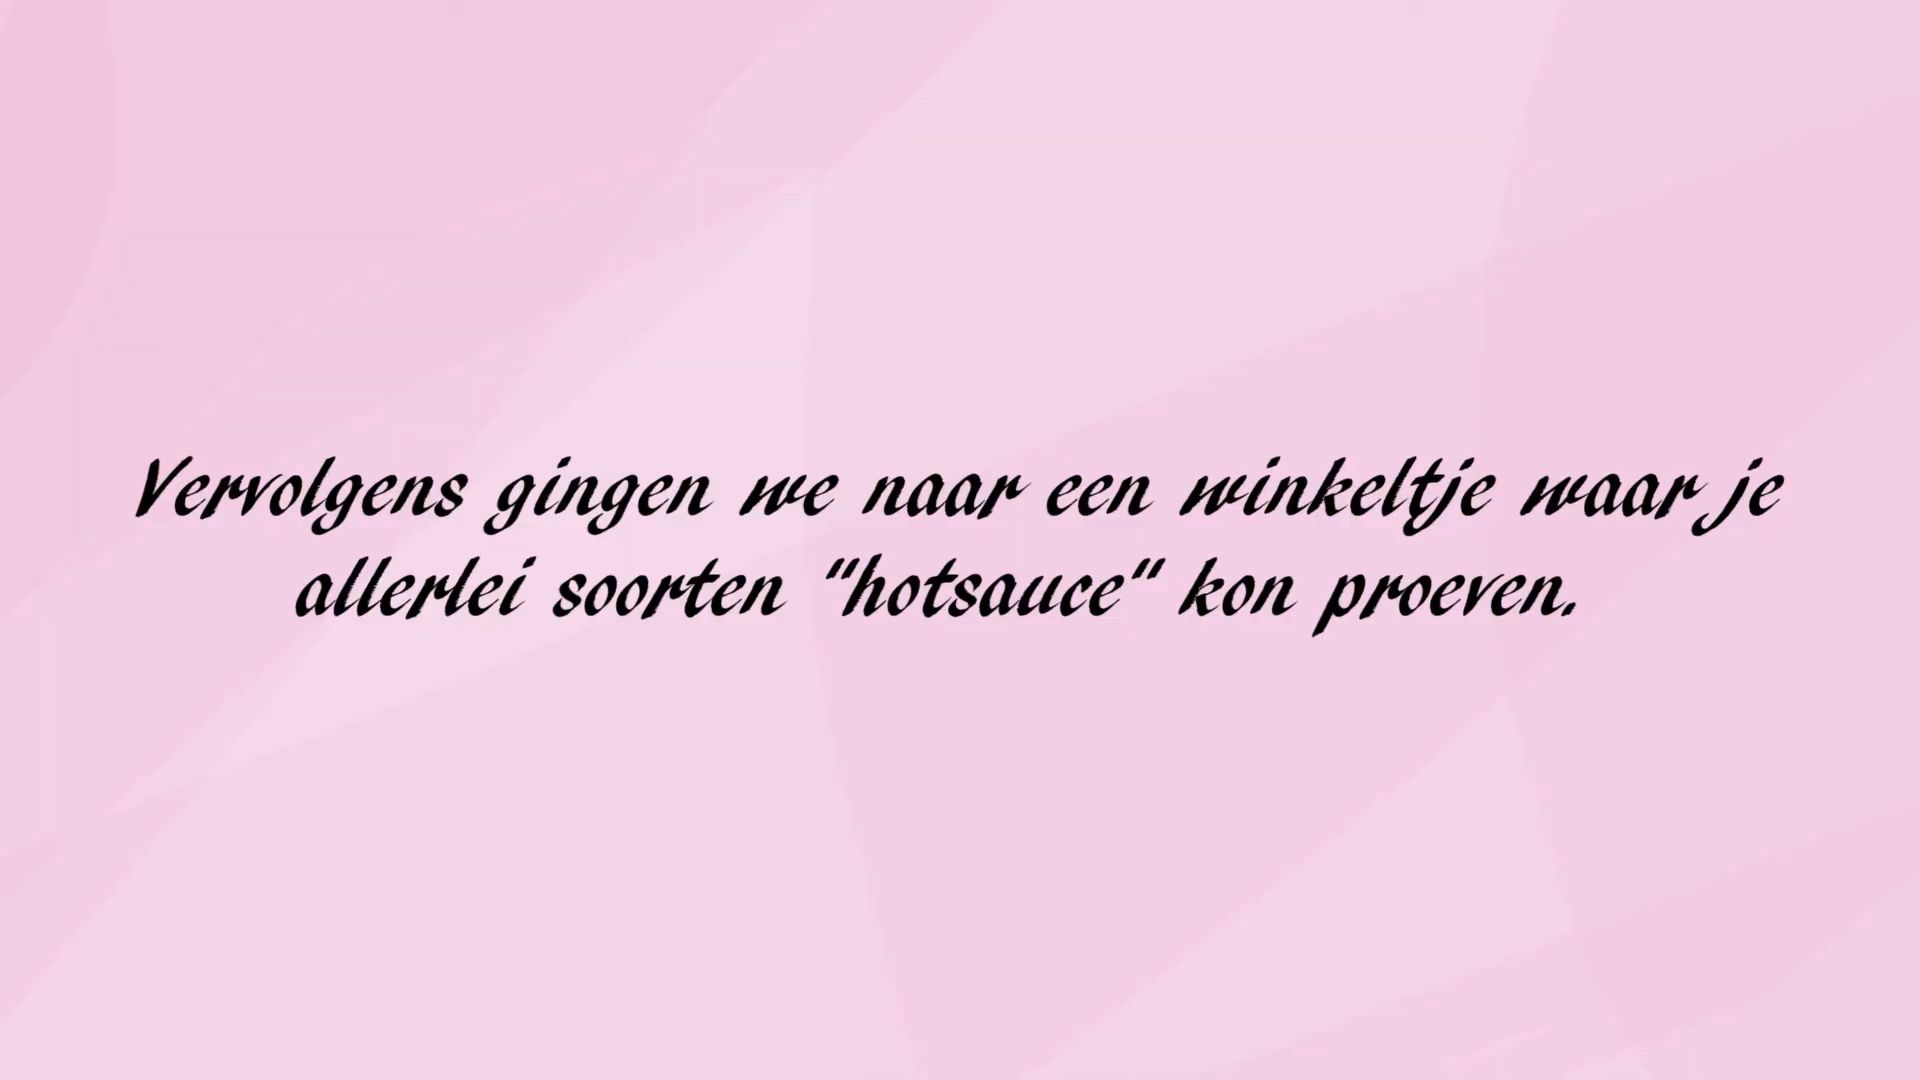 Vervolgens gingen we naar een winkeltje waar je
allerlei soorten "hotsauce" kon proeven.